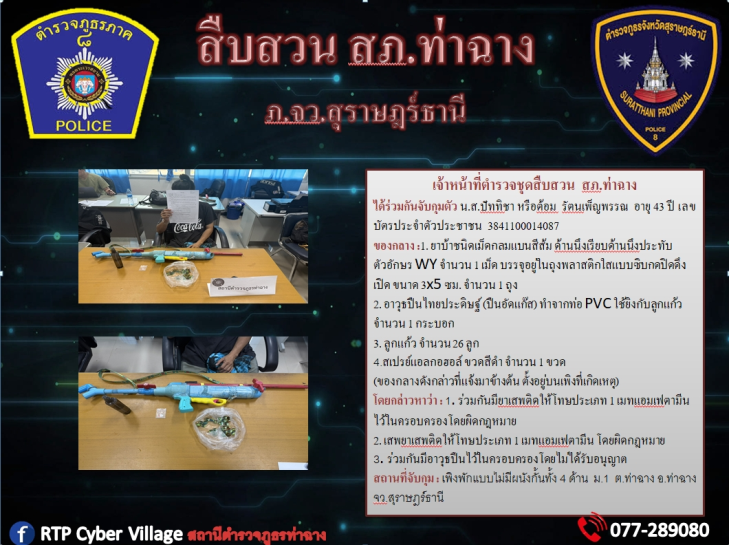 ตำรวจภูธรภาค
๘
POLICE
สืบสวน สภ.ท่าฉาง
ภ.จว.สุราษฎร์ธานี
ตำรวจภูธรจังหวัดสุราษฎร์ธานี
SURATTHANI PROVINCIAL
POLICE
8
Coca-Cola
สถานีตำรวจภูธรท่าฉาง
เจ้าหน้าที่ตำรวจชุดสืบสวน สภ.ท่าฉาง
ได้ร่วมกันจับกุมตัว น.ส.ปัทฑิชา หรือต้อม รัตนเพ็ญพรรณ อายุ 43 ปี เลข
บัตรประจำตัวประชาชน 3841100014087
ของกลาง :1. ยาบ้าชนิดเม็ดกลมแบนสีส้ม ด้านนึงเรียบด้านนึงประทับ
ตัวอักษร WY จำนวน 1 เม็ด บรรจุอยู่ในถุงพลาสติกใสแบบซิบกดปิดดึง
เปิด ขนาด 3x5 ซม. จำนวน 1 ถุง
2. อาวุธปืนไทยประดิษฐ์ (ปืนอัดแก๊ส) ทำจากท่อ PVC ใช้ยิงกับลูกแก้ว
จำนวน 1 กระบอก
3. ลูกแก้ว จำนวน 26 ลูก
4.สเปรย์แอลกอฮอล์ ขวดสีดำ จำนวน 1 ขวด
(ของกลางดังกล่าวที่แจ้งมาข้างต้น ตั้งอยู่บนเพิงที่เกิดเหตุ)
โดยกล่าวหาว่า : 1. ร่วมกันมียาเสพติดให้โทษประเภท 1 เมทแอมเฟตามีน
ไว้ในครอบครองโดยผิดกฎหมาย
2. เสพยาเสพติดให้โทษประเภท 1 เมทแอมเฟตามีน โดยผิดกฎหมาย
3. ร่วมกันมีอาวุธปืนไว้ในครอบครองโดยไม่ได้รับอนุญาต
สถานที่จับกุม : เพิงพักแบบไม่มีผนังกั้นทั้ง 4 ด้าน ม.1 ต.ท่าฉาง อ.ท่าฉาง
จว.สุราษฎร์ธานี
f RTP Cyber Village สถานีตำรวจภูธรท่าฉาง
077-289080